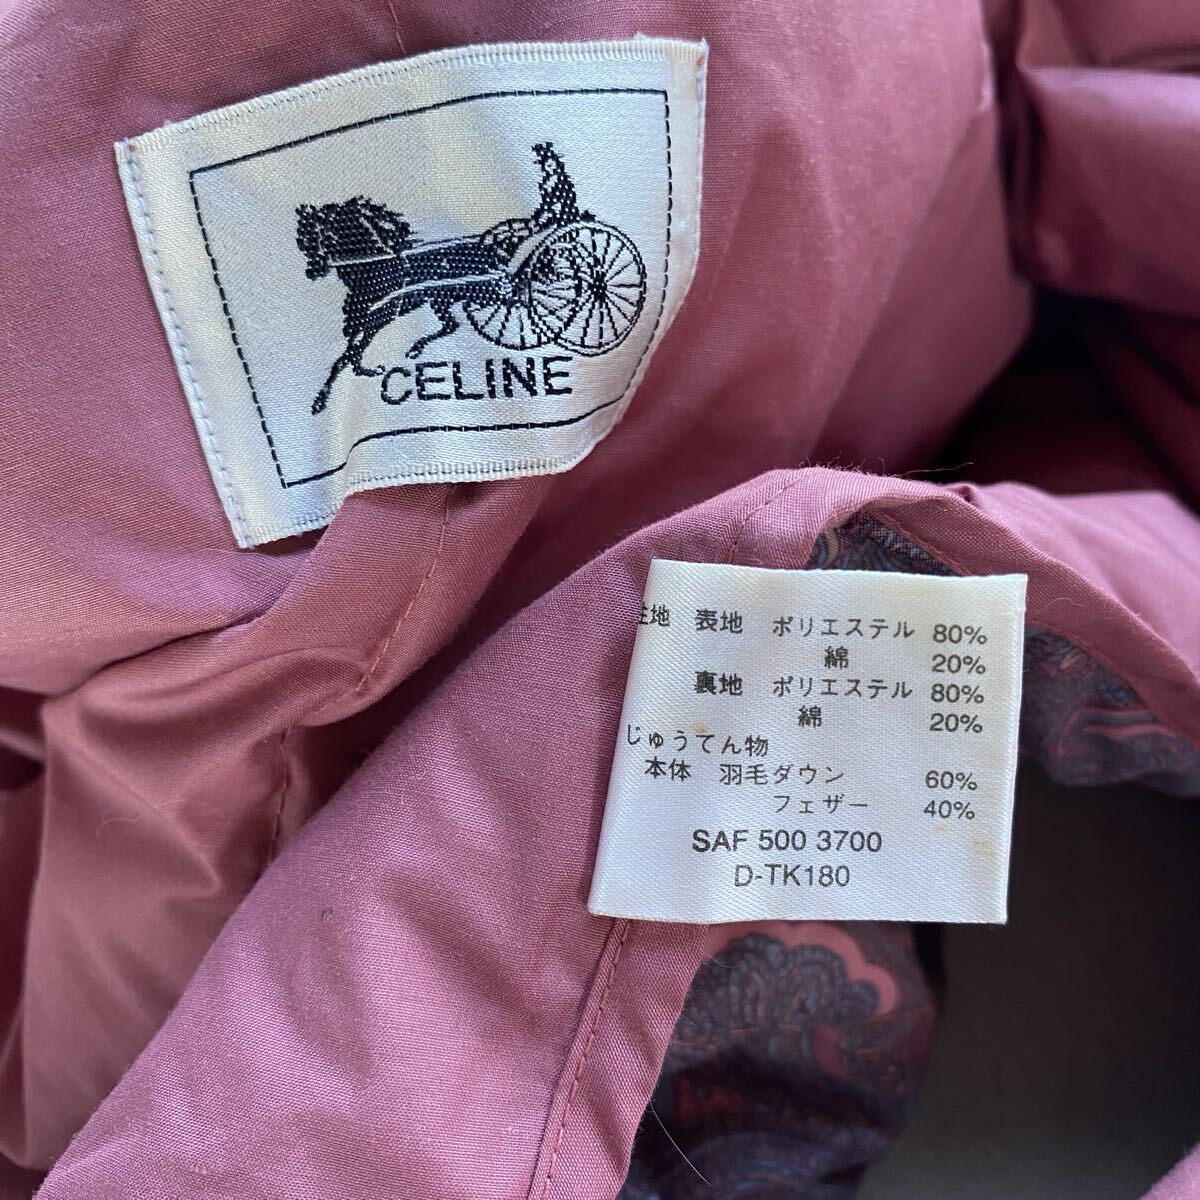 CELINE
地 表地 ポリエステル 80%
綿 20%
裏地 ポリエステル 80%
綿 20%
じゅうてん物
本体 羽毛ダウン 60%
フェザー 40%
SAF 500 3700
D-TK180